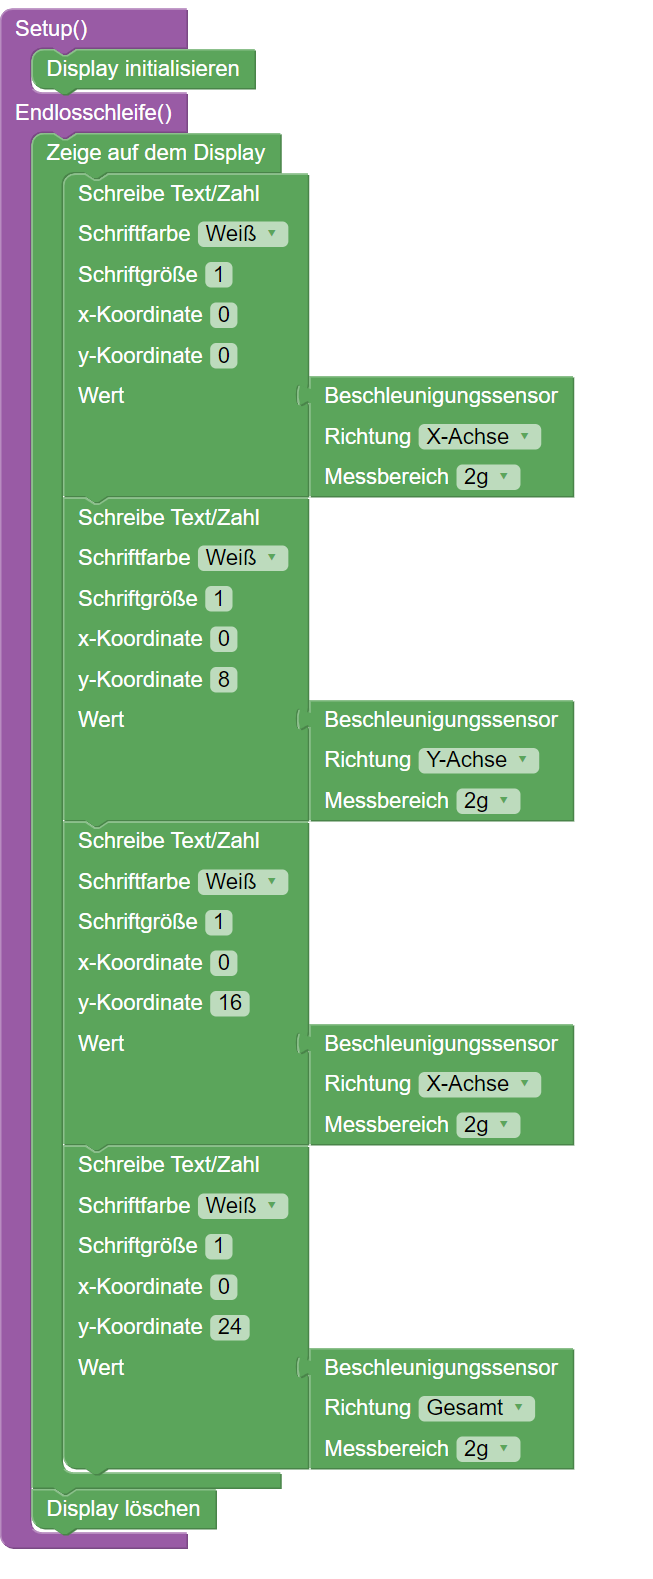 Setup()
Display initialisieren
Endlosschleife()
Zeige auf dem Display
Schreibe Text/Zahl
Schriftfarbe Weiß
Schriftgröße 1
x-Koordinate 0
y-Koordinate 0
Wert Beschleunigungssensor
Richtung X-Achse
Messbereich 2g
Schreibe Text/Zahl
Schriftfarbe Weiß
Schriftgröße 1
x-Koordinate 0
y-Koordinate 8
Wert Beschleunigungssensor
Richtung Y-Achse
Messbereich 2g
Schreibe Text/Zahl
Schriftfarbe Weiß
Schriftgröße 1
x-Koordinate 0
y-Koordinate 16
Wert Beschleunigungssensor
Richtung X-Achse
Messbereich 2g
Schreibe Text/Zahl
Schriftfarbe Weiß
Schriftgröße 1
x-Koordinate 0
y-Koordinate 24
Wert Beschleunigungssensor
Richtung Gesamt
Messbereich 2g
Display löschen